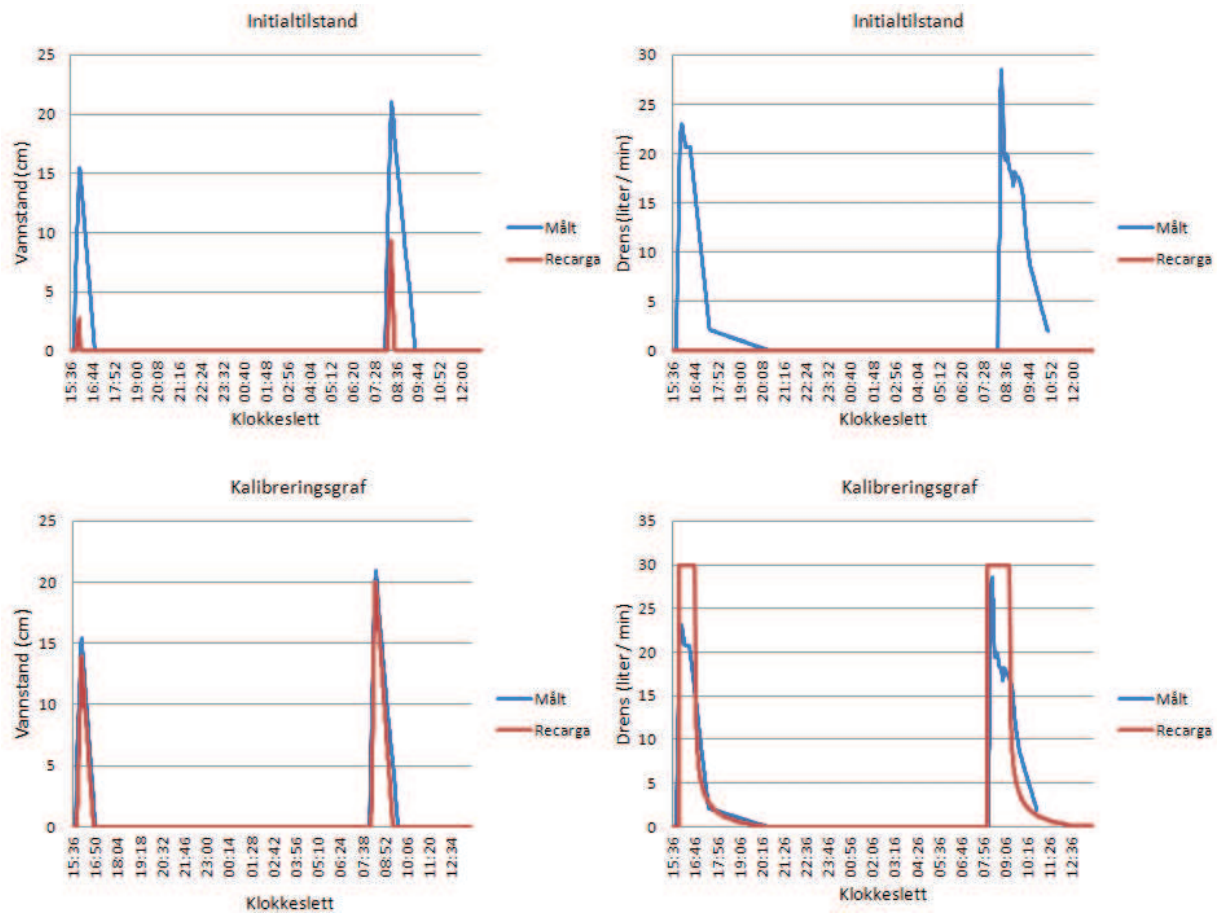 Initialtilstand
25
20
15
10
5
0
Vannstand (cm)
15:36 16:44 17:52 19:00 20:08 21:16 22:24 23:32 00:40 01:48 02:56 04:04 05:12 06:20 07:28 08:36 09:44 10:52 12:00
Klokkeslett
Målt
Recarga
Initialtilstand
30
25
20
15
10
5
0
Drens (liter / min)
15:36 16:44 17:52 19:00 20:08 21:16 22:24 23:32 00:40 01:48 02:56 04:04 05:12 06:20 07:28 08:36 09:44 10:52 12:00
Klokkeslett
Målt
Recarga
Kalibreringsgraf
25
20
15
10
5
0
Vannstand (cm)
15:36 16:50 18:04 19:18 20:32 21:46 23:00 00:14 01:28 02:42 03:56 05:10 06:24 07:38 08:52 10:06 11:20 12:34
Klokkeslett
Målt
Recarga
Kalibreringsgraf
35
30
25
20
15
10
5
0
Drens (liter / min)
15:36 16:46 17:56 19:06 20:16 21:26 22:36 23:46 00:56 02:06 03:16 04:26 05:36 06:46 07:56 09:06 10:16 11:26 12:36
Klokkeslett
Målt
Recarga